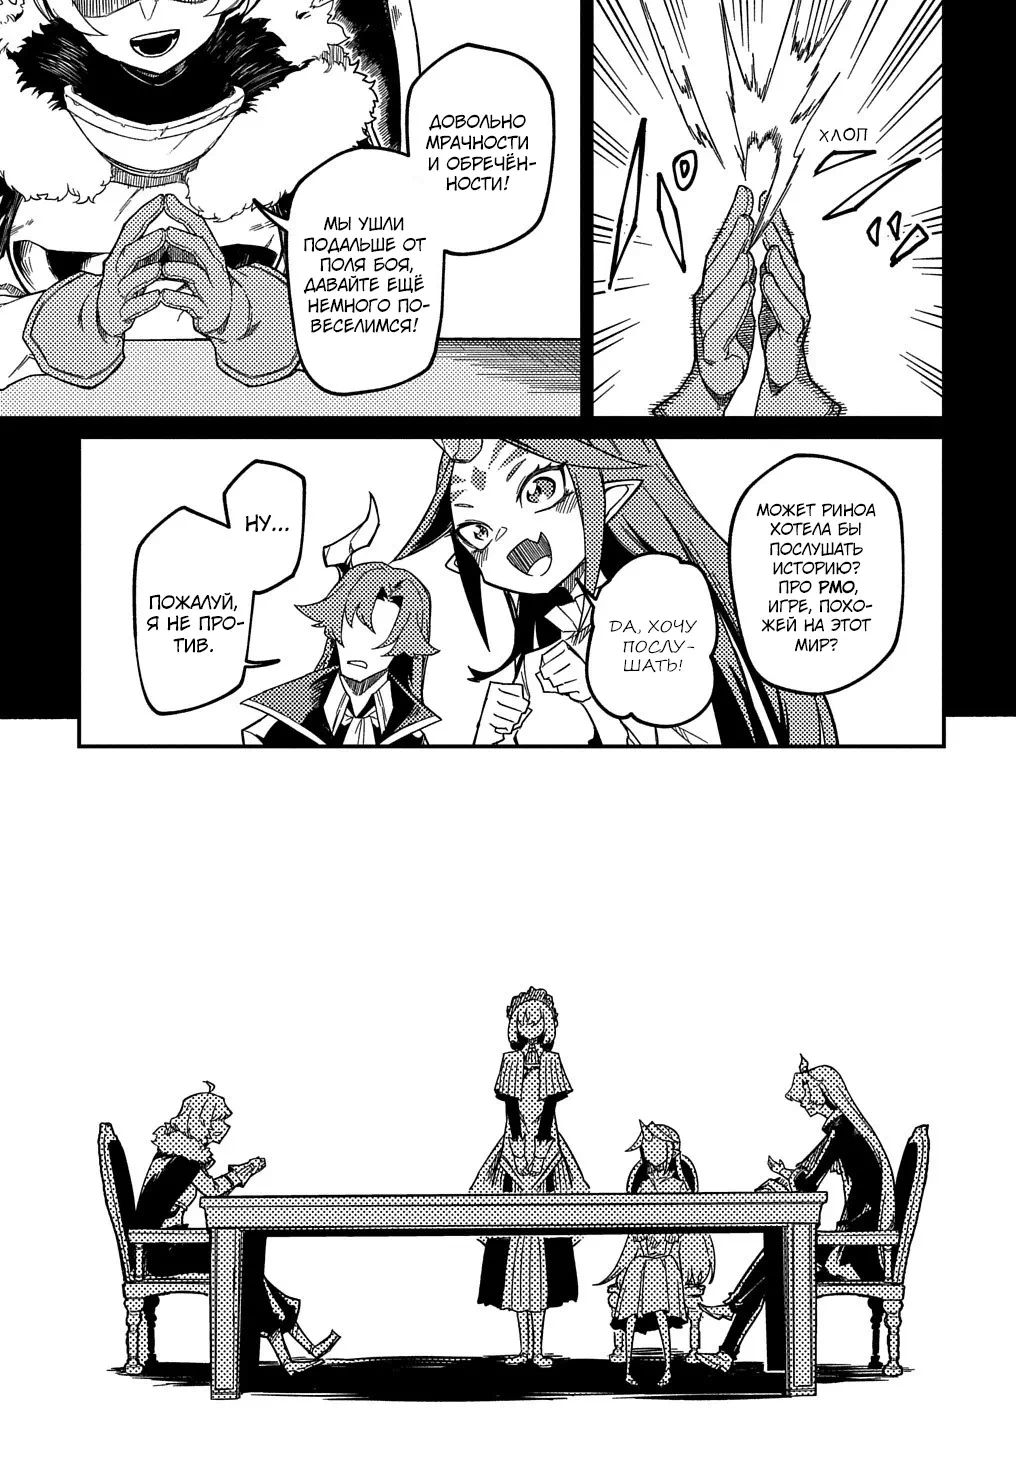 ХЛОП
ДОВОЛЬНО
МРАЧНОСТИ
И ОБРЕЧЁН-
НОСТИ!
МЫ УШЛИ
ПОДАЛЬШЕ ОТ
ПОЛЯ БОЯ,
ДАВАЙТЕ ЕЩЁ
НЕМНОГО ПО-
ВЕСЕЛИМСЯ!
МОЖЕТ РИНОА
ХОТЕЛА БЫ
ПОСЛУШАТЬ
ИСТОРИЮ?
ПРО РМО,
ИГРЕ, ПОХО-
ЖЕЙ НА ЭТОТ
МИР?
ДА, ХОЧУ
ПОСЛУ-
ШАТЬ!
НУ...
ПОЖАЛУЙ,
Я НЕ ПРО-
ТИВ.